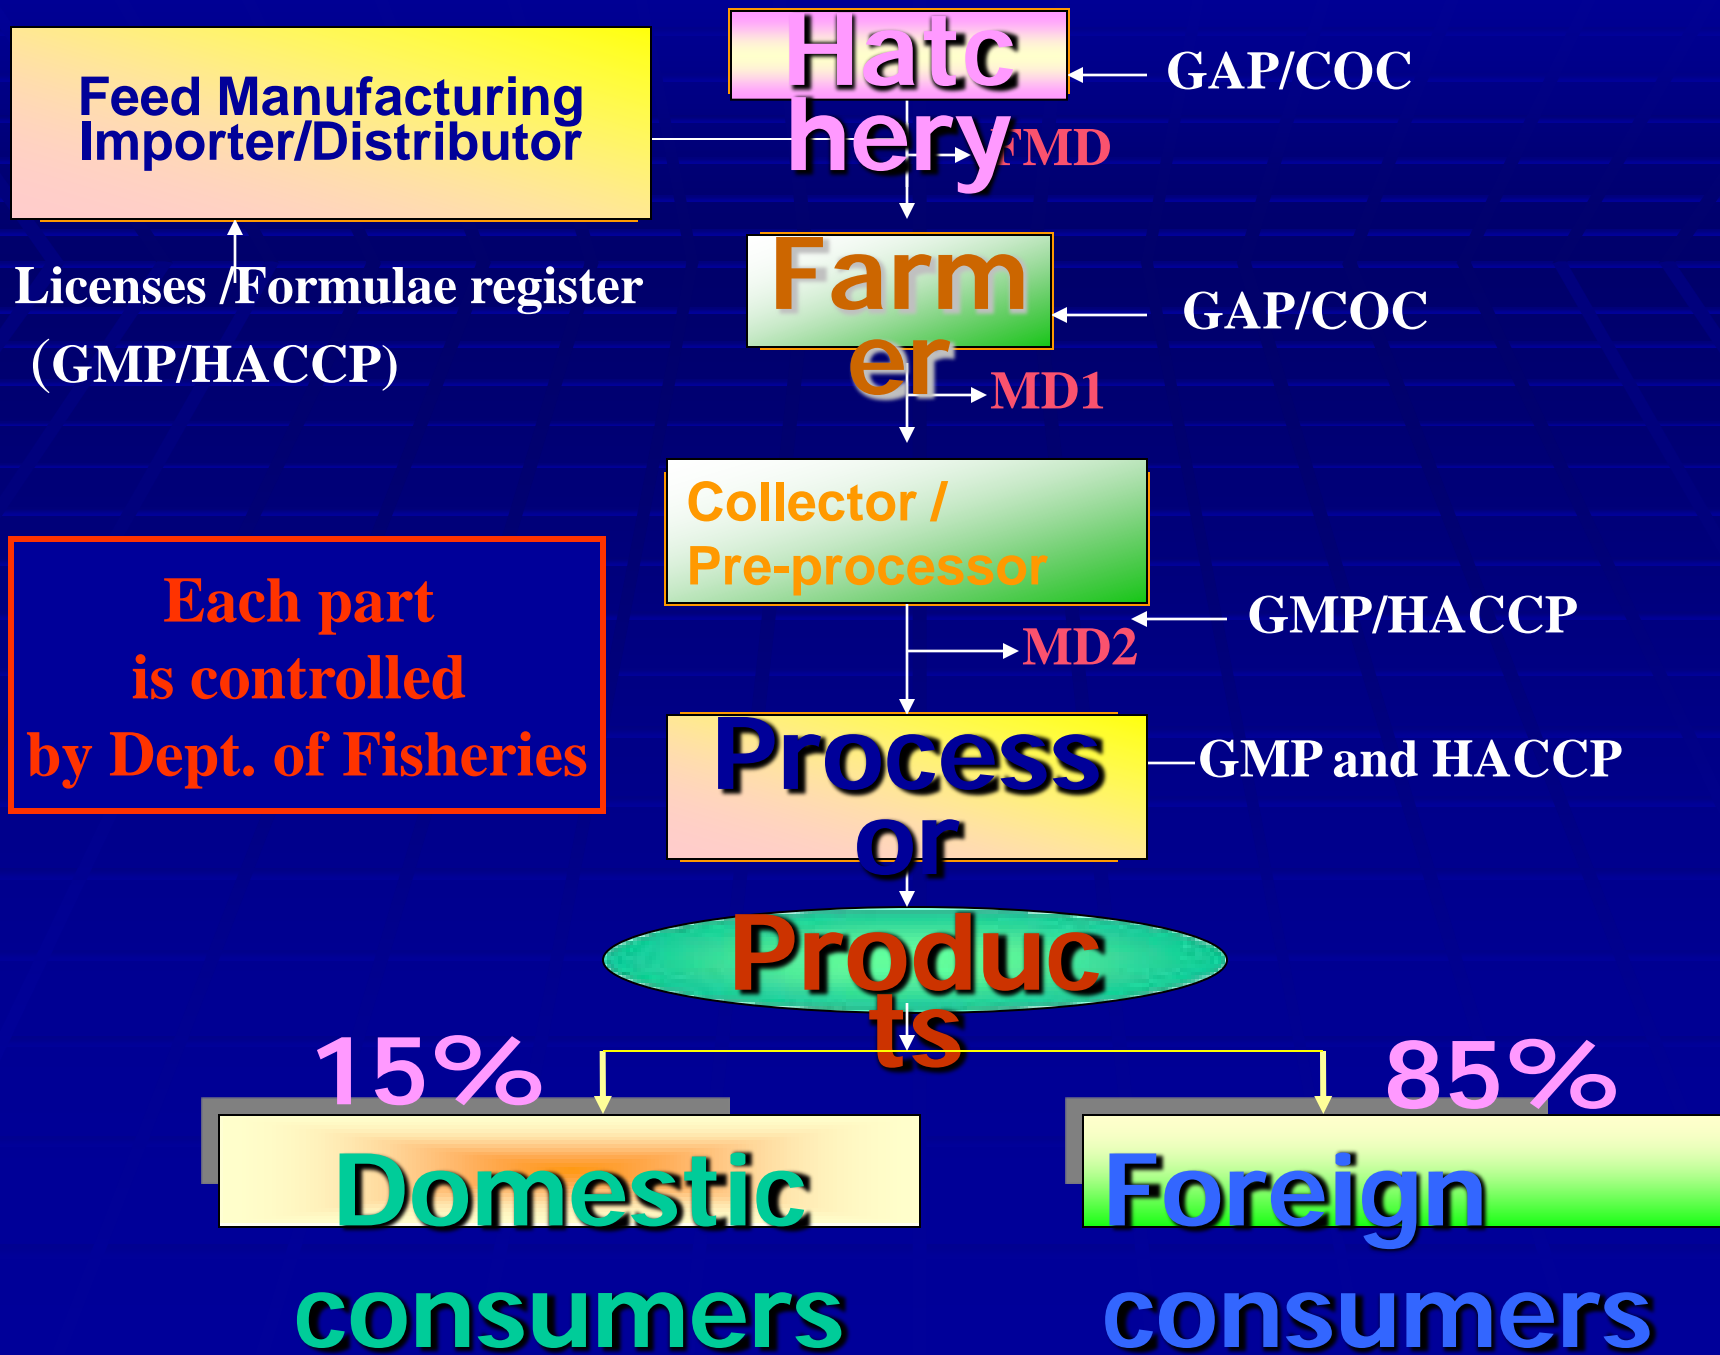 Hatc
hery
GAP/COC
Feed Manufacturing
Importer/Distributor
FMD
Licenses /Formulae register
(GMP/HACCP)
Farm
er
GAP/COC
MD1
Collector /
Pre-processor
GMP/HACCP
MD2
Each part
is controlled
by Dept. of Fisheries
Process
or
GMP and HACCP
Produc
ts
15%
85%
Domestic
consumers
Foreign
consumers